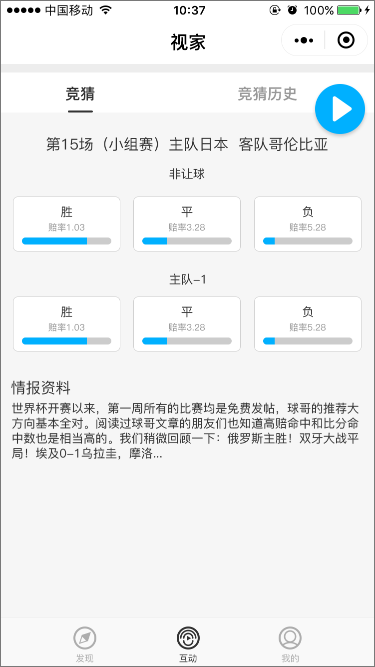 中国移动 10:37 100%
视家
竞猜 竞猜历史
第15场（小组赛）主队日本 客队哥伦比亚
非让球
胜 平 负
赔率1.03 赔率3.28 赔率5.28
主队-1
胜 平 负
赔率1.03 赔率3.28 赔率5.28
情报资料
世界杯开赛以来，第一周所有的比赛均是免费发帖，球哥的推荐大
方向基本全对。阅读过球哥文章的朋友们也知道高赔命中和比分命
中数也是相当高的。我们稍微回顾一下：俄罗斯主胜！双牙大战平
局！埃及0-1乌拉圭，摩洛...
发现 互动 我的